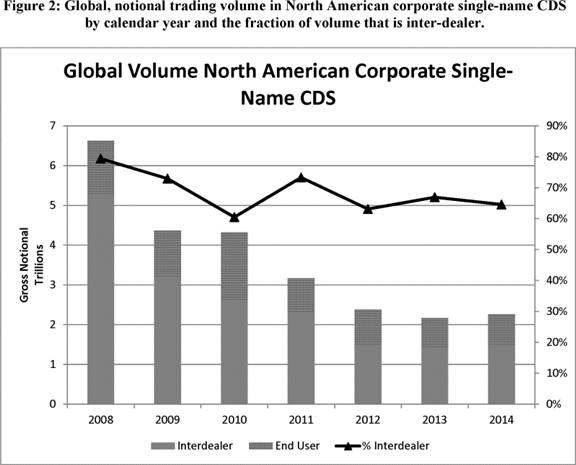 Figure 2: Global, notional trading volume in North American corporate single-name CDS
by calendar year and the fraction of volume that is inter-dealer.
Global Volume North American Corporate Single-
Name CDS
7
6
5
4
3
2
1
0
Gross Notional
Trillions
90%
80%
70%
60%
50%
40%
30%
20%
10%
0%
2008 2009 2010 2011 2012 2013 2014
Interdealer End User % Interdealer